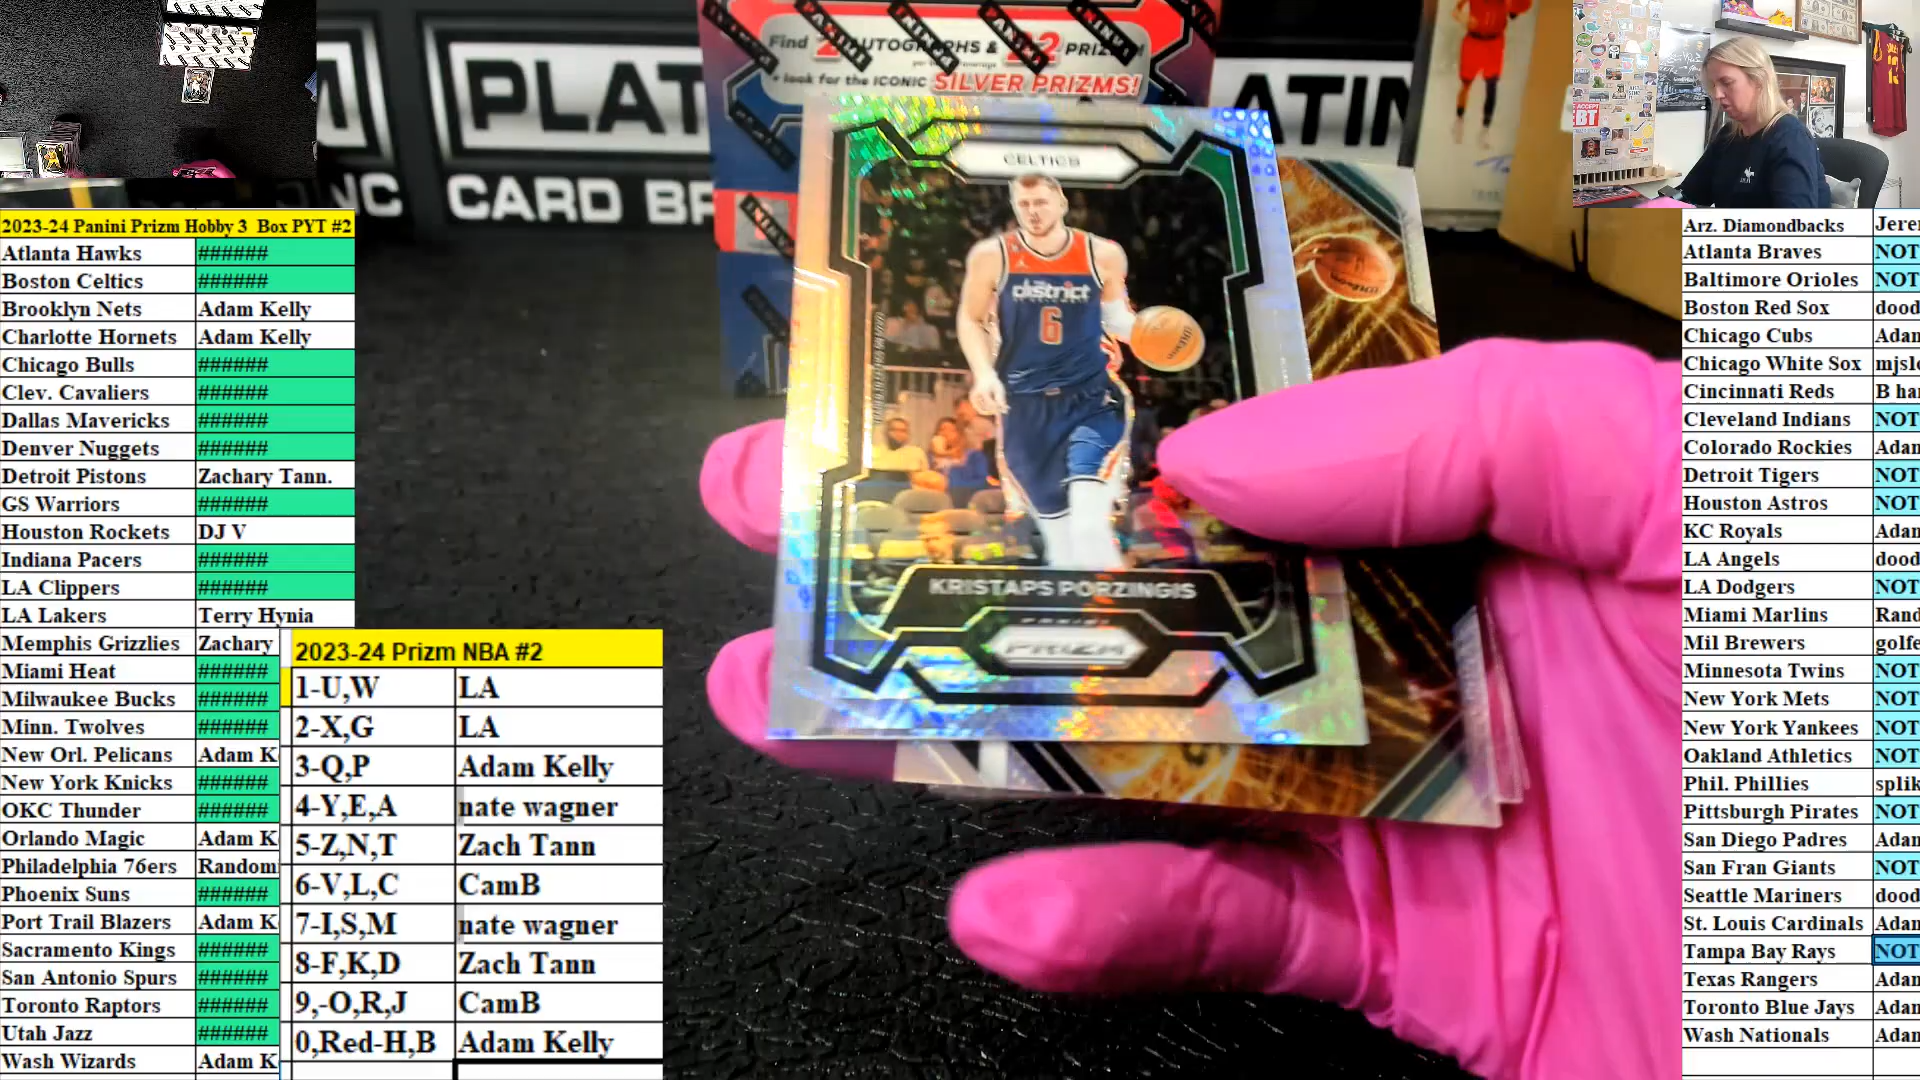 Find 2 AUTOGRAPHS & 22 PRIZMS
look for the ICONIC SILVER PRIZMS!
PLAT
LATIN
INC CARD BR
CELTICS
district
6
Wilson
KRISTAPS PORZINGIS
PANINI
PRIZM
2023-24 Panini Prizm Hobby 3 Box PYT #2
Atlanta Hawks ######
Boston Celtics ######
Brooklyn Nets Adam Kelly
Charlotte Hornets Adam Kelly
Chicago Bulls ######
Clev. Cavaliers ######
Dallas Mavericks ######
Denver Nuggets ######
Detroit Pistons Zachary Tann.
GS Warriors ######
Houston Rockets DJ V
Indiana Pacers ######
LA Clippers ######
LA Lakers Terry Hynia
Memphis Grizzlies Zachary
Miami Heat ######
Milwaukee Bucks ######
Minn. Twolves ######
New Orl. Pelicans Adam K
New York Knicks ######
OKC Thunder ######
Orlando Magic Adam K
Philadelphia 76ers Random
Phoenix Suns ######
Port Trail Blazers Adam K
Sacramento Kings ######
San Antonio Spurs ######
Toronto Raptors ######
Utah Jazz ######
Wash Wizards Adam K
2023-24 Prizm NBA #2
1-U,W LA
2-X,G LA
3-Q,P Adam Kelly
4-Y,E,A nate wagner
5-Z,N,T Zach Tann
6-V,L,C CamB
7-I,S,M nate wagner
8-F,K,D Zach Tann
9,-O,R,J CamB
0,Red-H,B Adam Kelly
Arz. Diamondbacks Jerer
Atlanta Braves NOT
Baltimore Orioles NOT
Boston Red Sox dood
Chicago Cubs Adan
Chicago White Sox mjslo
Cincinnati Reds B har
Cleveland Indians NOT
Colorado Rockies Adan
Detroit Tigers NOT
Houston Astros NOT
KC Royals Adan
LA Angels dood
LA Dodgers NOT
Miami Marlins Rand
Mil Brewers golfe
Minnesota Twins NOT
New York Mets NOT
New York Yankees NOT
Oakland Athletics NOT
Phil. Phillies splik
Pittsburgh Pirates NOT
San Diego Padres Adan
San Fran Giants NOT
Seattle Mariners dood
St. Louis Cardinals Adan
Tampa Bay Rays NOT
Texas Rangers Adan
Toronto Blue Jays Adan
Wash Nationals Adan